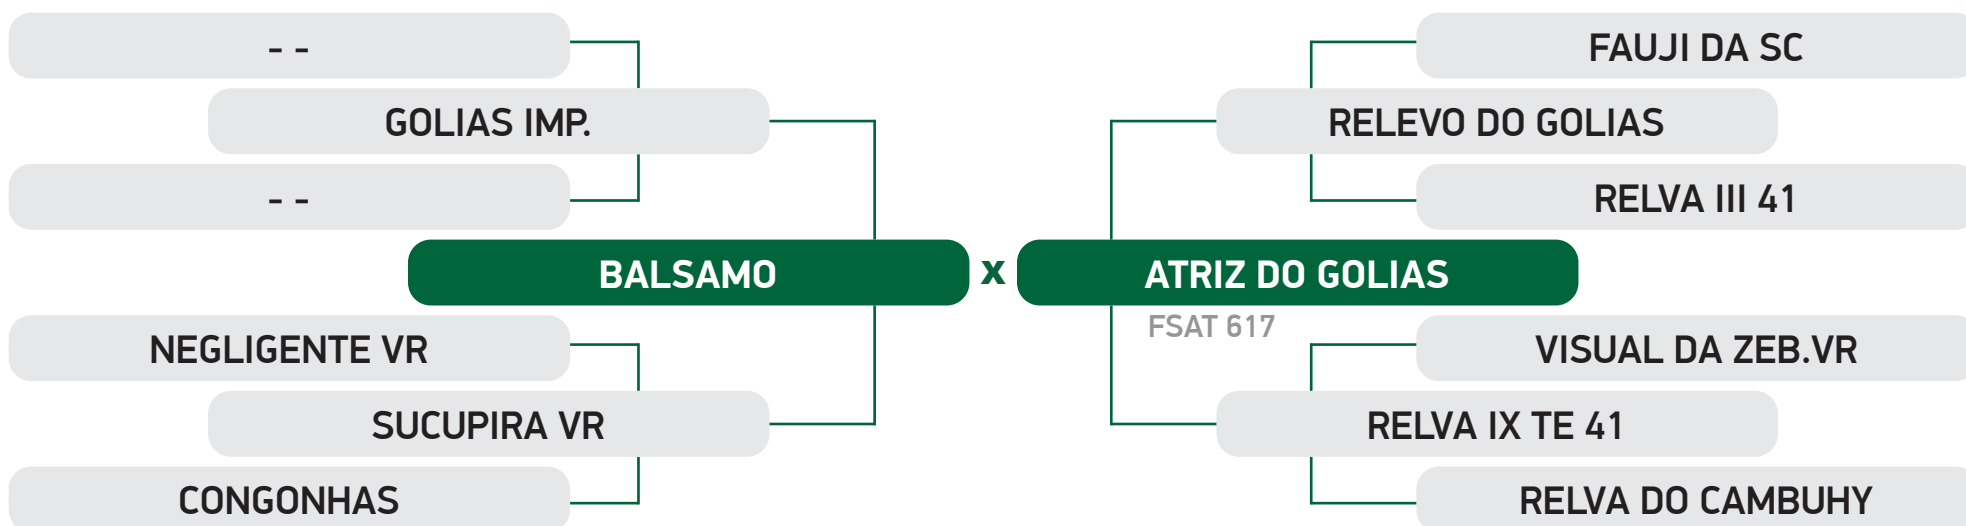 - -
GOLIAS IMP.
- -
BALSAMO
NEGLIGENTE VR
SUCUPIRA VR
CONGONHAS
x
FAUJI DA SC
RELEVO DO GOLIAS
RELVA III 41
ATRIZ DO GOLIAS
FSAT 617
VISUAL DA ZEB.VR
RELVA IX TE 41
RELVA DO CAMBUHY